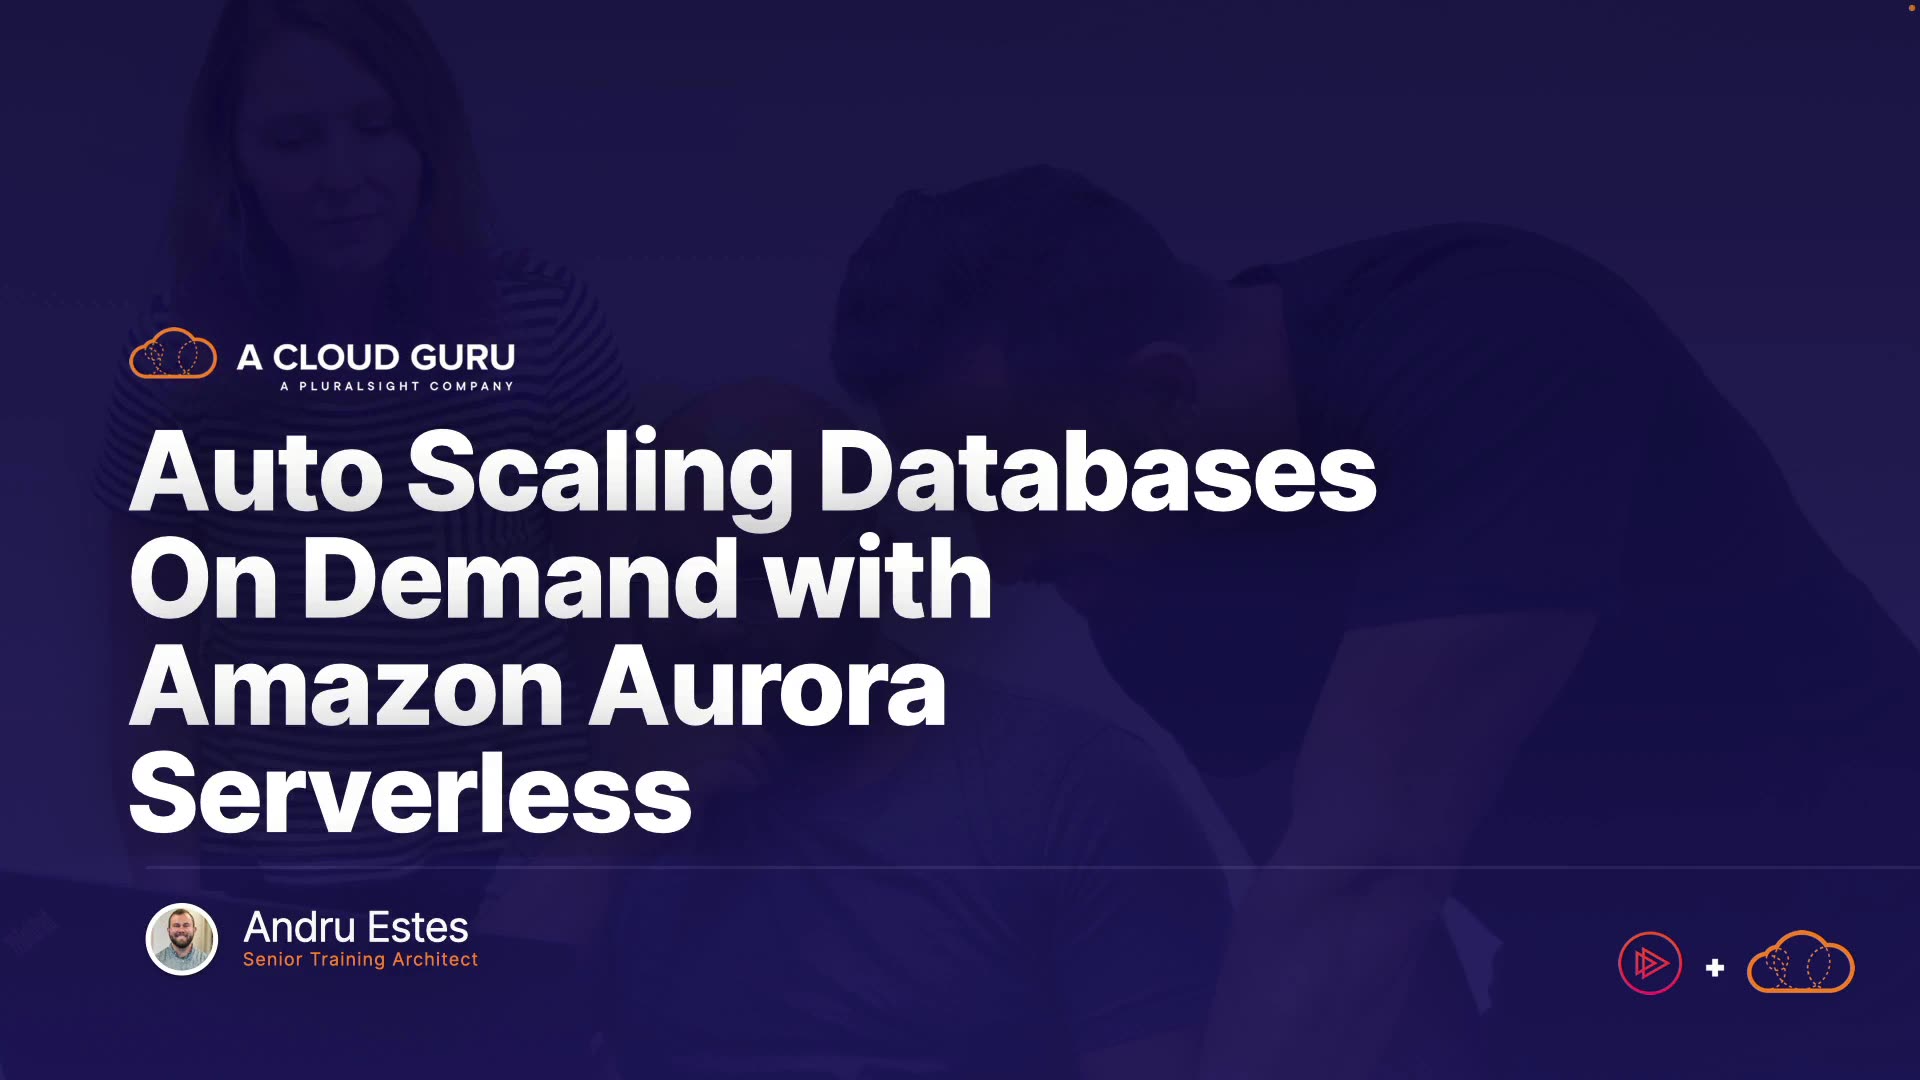 A CLOUD GURU
A PLURALSIGHT COMPANY
Auto Scaling Databases
On Demand with
Amazon Aurora
Serverless
Andru Estes
Senior Training Architect
+